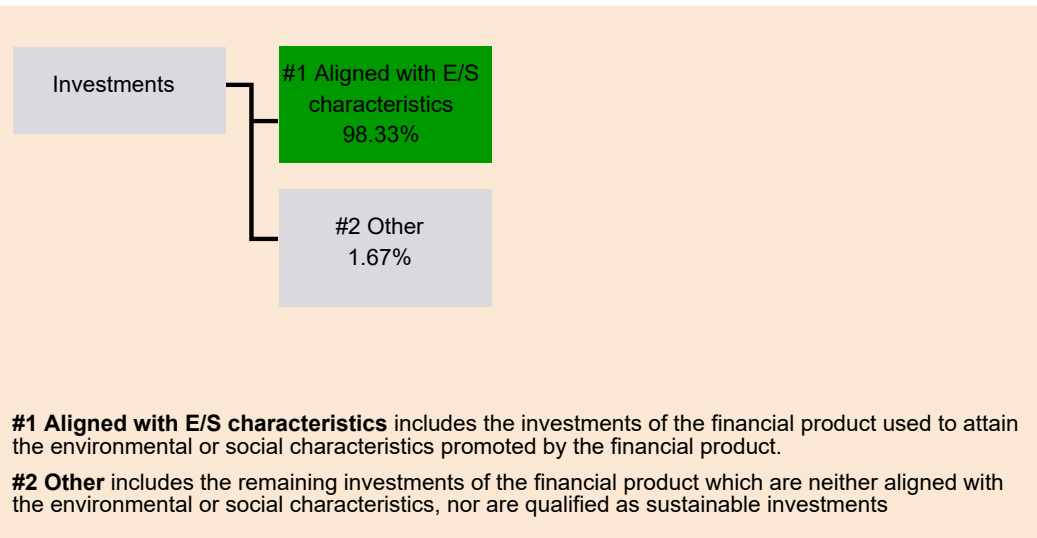 Investments
#1 Aligned with E/S
characteristics
98.33%
#2 Other
1.67%
#1 Aligned with E/S characteristics includes the investments of the financial product used to attain
the environmental or social characteristics promoted by the financial product.
#2 Other includes the remaining investments of the financial product which are neither aligned with
the environmental or social characteristics, nor are qualified as sustainable investments